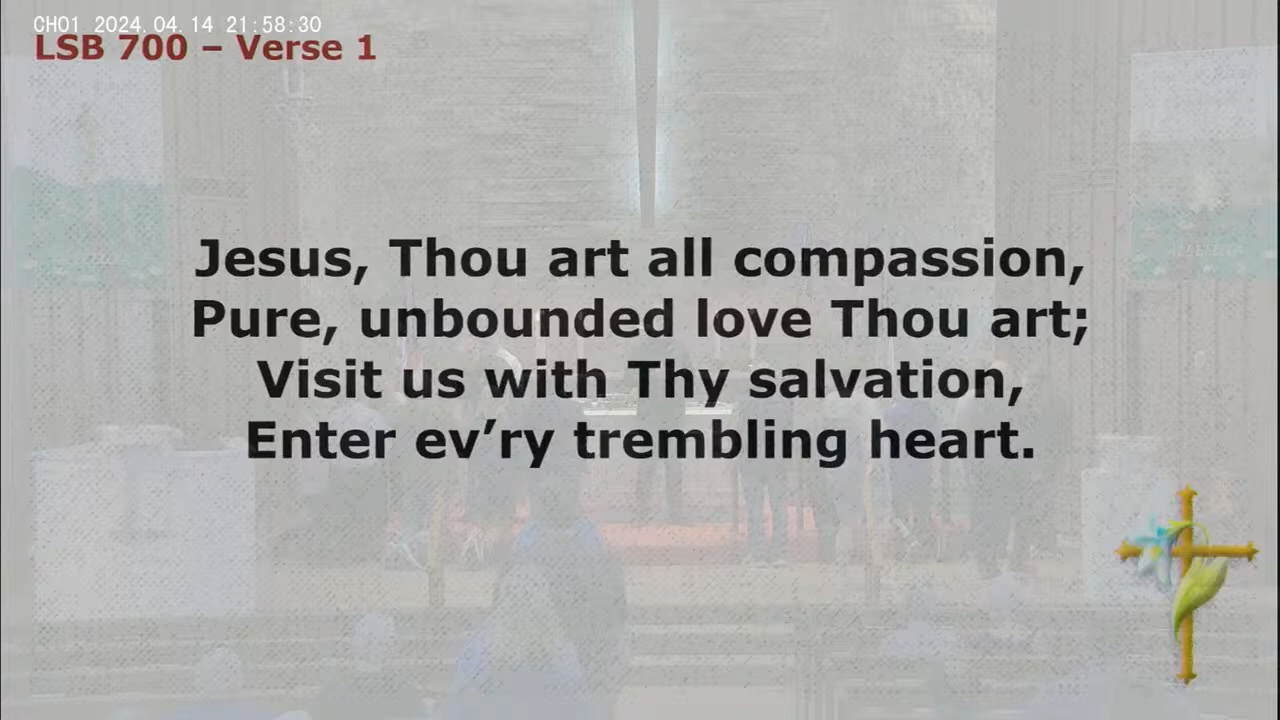 CH01 2024.04.14 21:58:30
LSB 700 – Verse 1
Jesus, Thou art all compassion,
Pure, unbounded love Thou art;
Visit us with Thy salvation,
Enter ev’ry trembling heart.